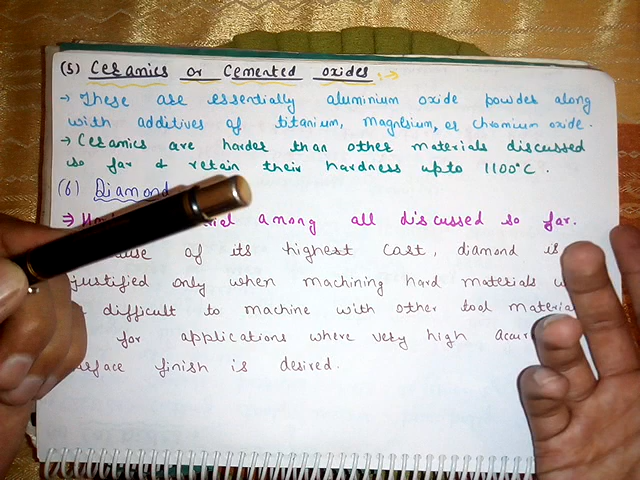 (5) Ceramics or Cemented oxides :→
→ These are essentially aluminium oxide powder along
with additives of titanium, magnesium, or chromium oxide.
→ Ceramics are harder than other materials discussed
so far & retain their hardness upto 1100°C.
(6) Diamond
⇒ among all discussed so far.
of its highest cost, diamond is
justified only when machining hard materials
difficult to machine with other tool
for applications where very high
surface finish is desired.